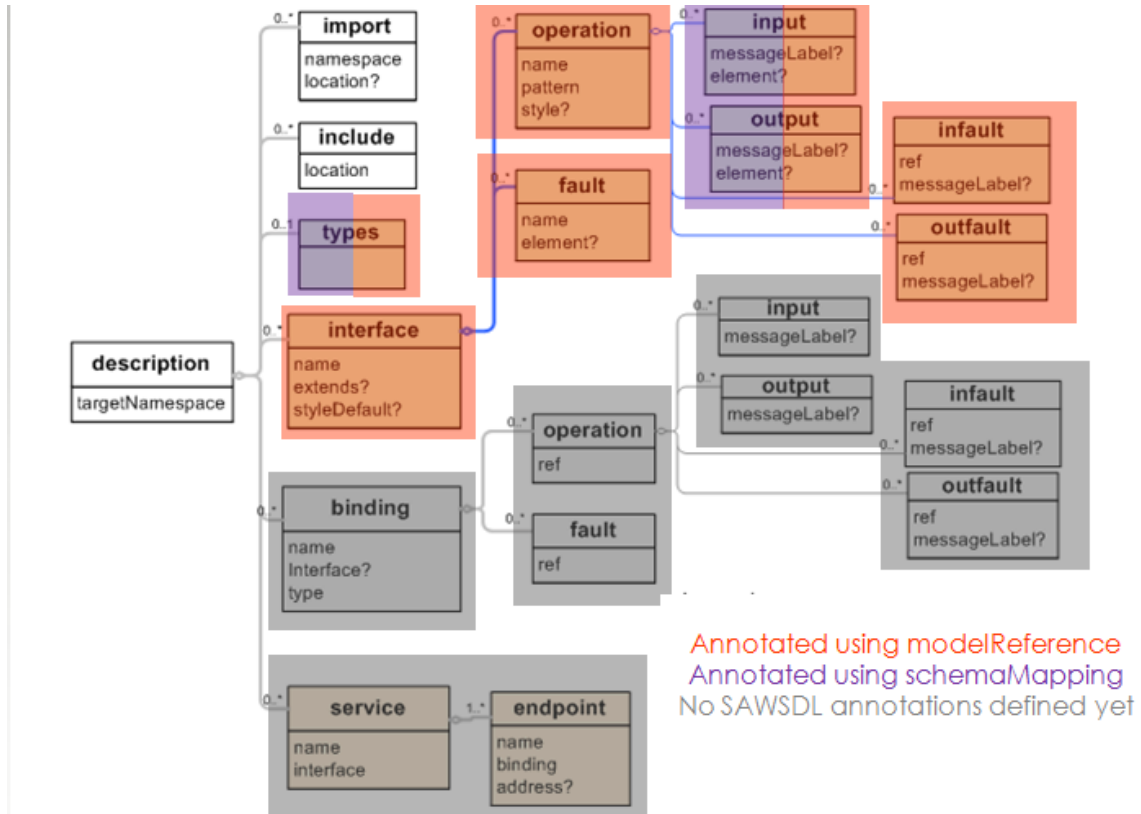 0..*
import
namespace
location?
0..*
include
location
0..1
types
0..*
interface
name
extends?
styleDefault?
description
targetNamespace
0..*
operation
name
pattern
style?
0..*
fault
name
element?
input
messageLabel?
element?
output
messageLabel?
element?
0..*
infault
ref
messageLabel?
0..*
outfault
ref
messageLabel?
0..*
binding
name
Interface?
type
0..*
operation
ref
0..*
fault
ref
0..*
input
messageLabel?
0..*
output
messageLabel?
0..*
infault
ref
messageLabel?
0..*
outfault
ref
messageLabel?
0..*
service
name
interface
1..*
endpoint
name
binding
address?
Annotated using modelReference
Annotated using schemaMapping
No SAWSDL annotations defined yet